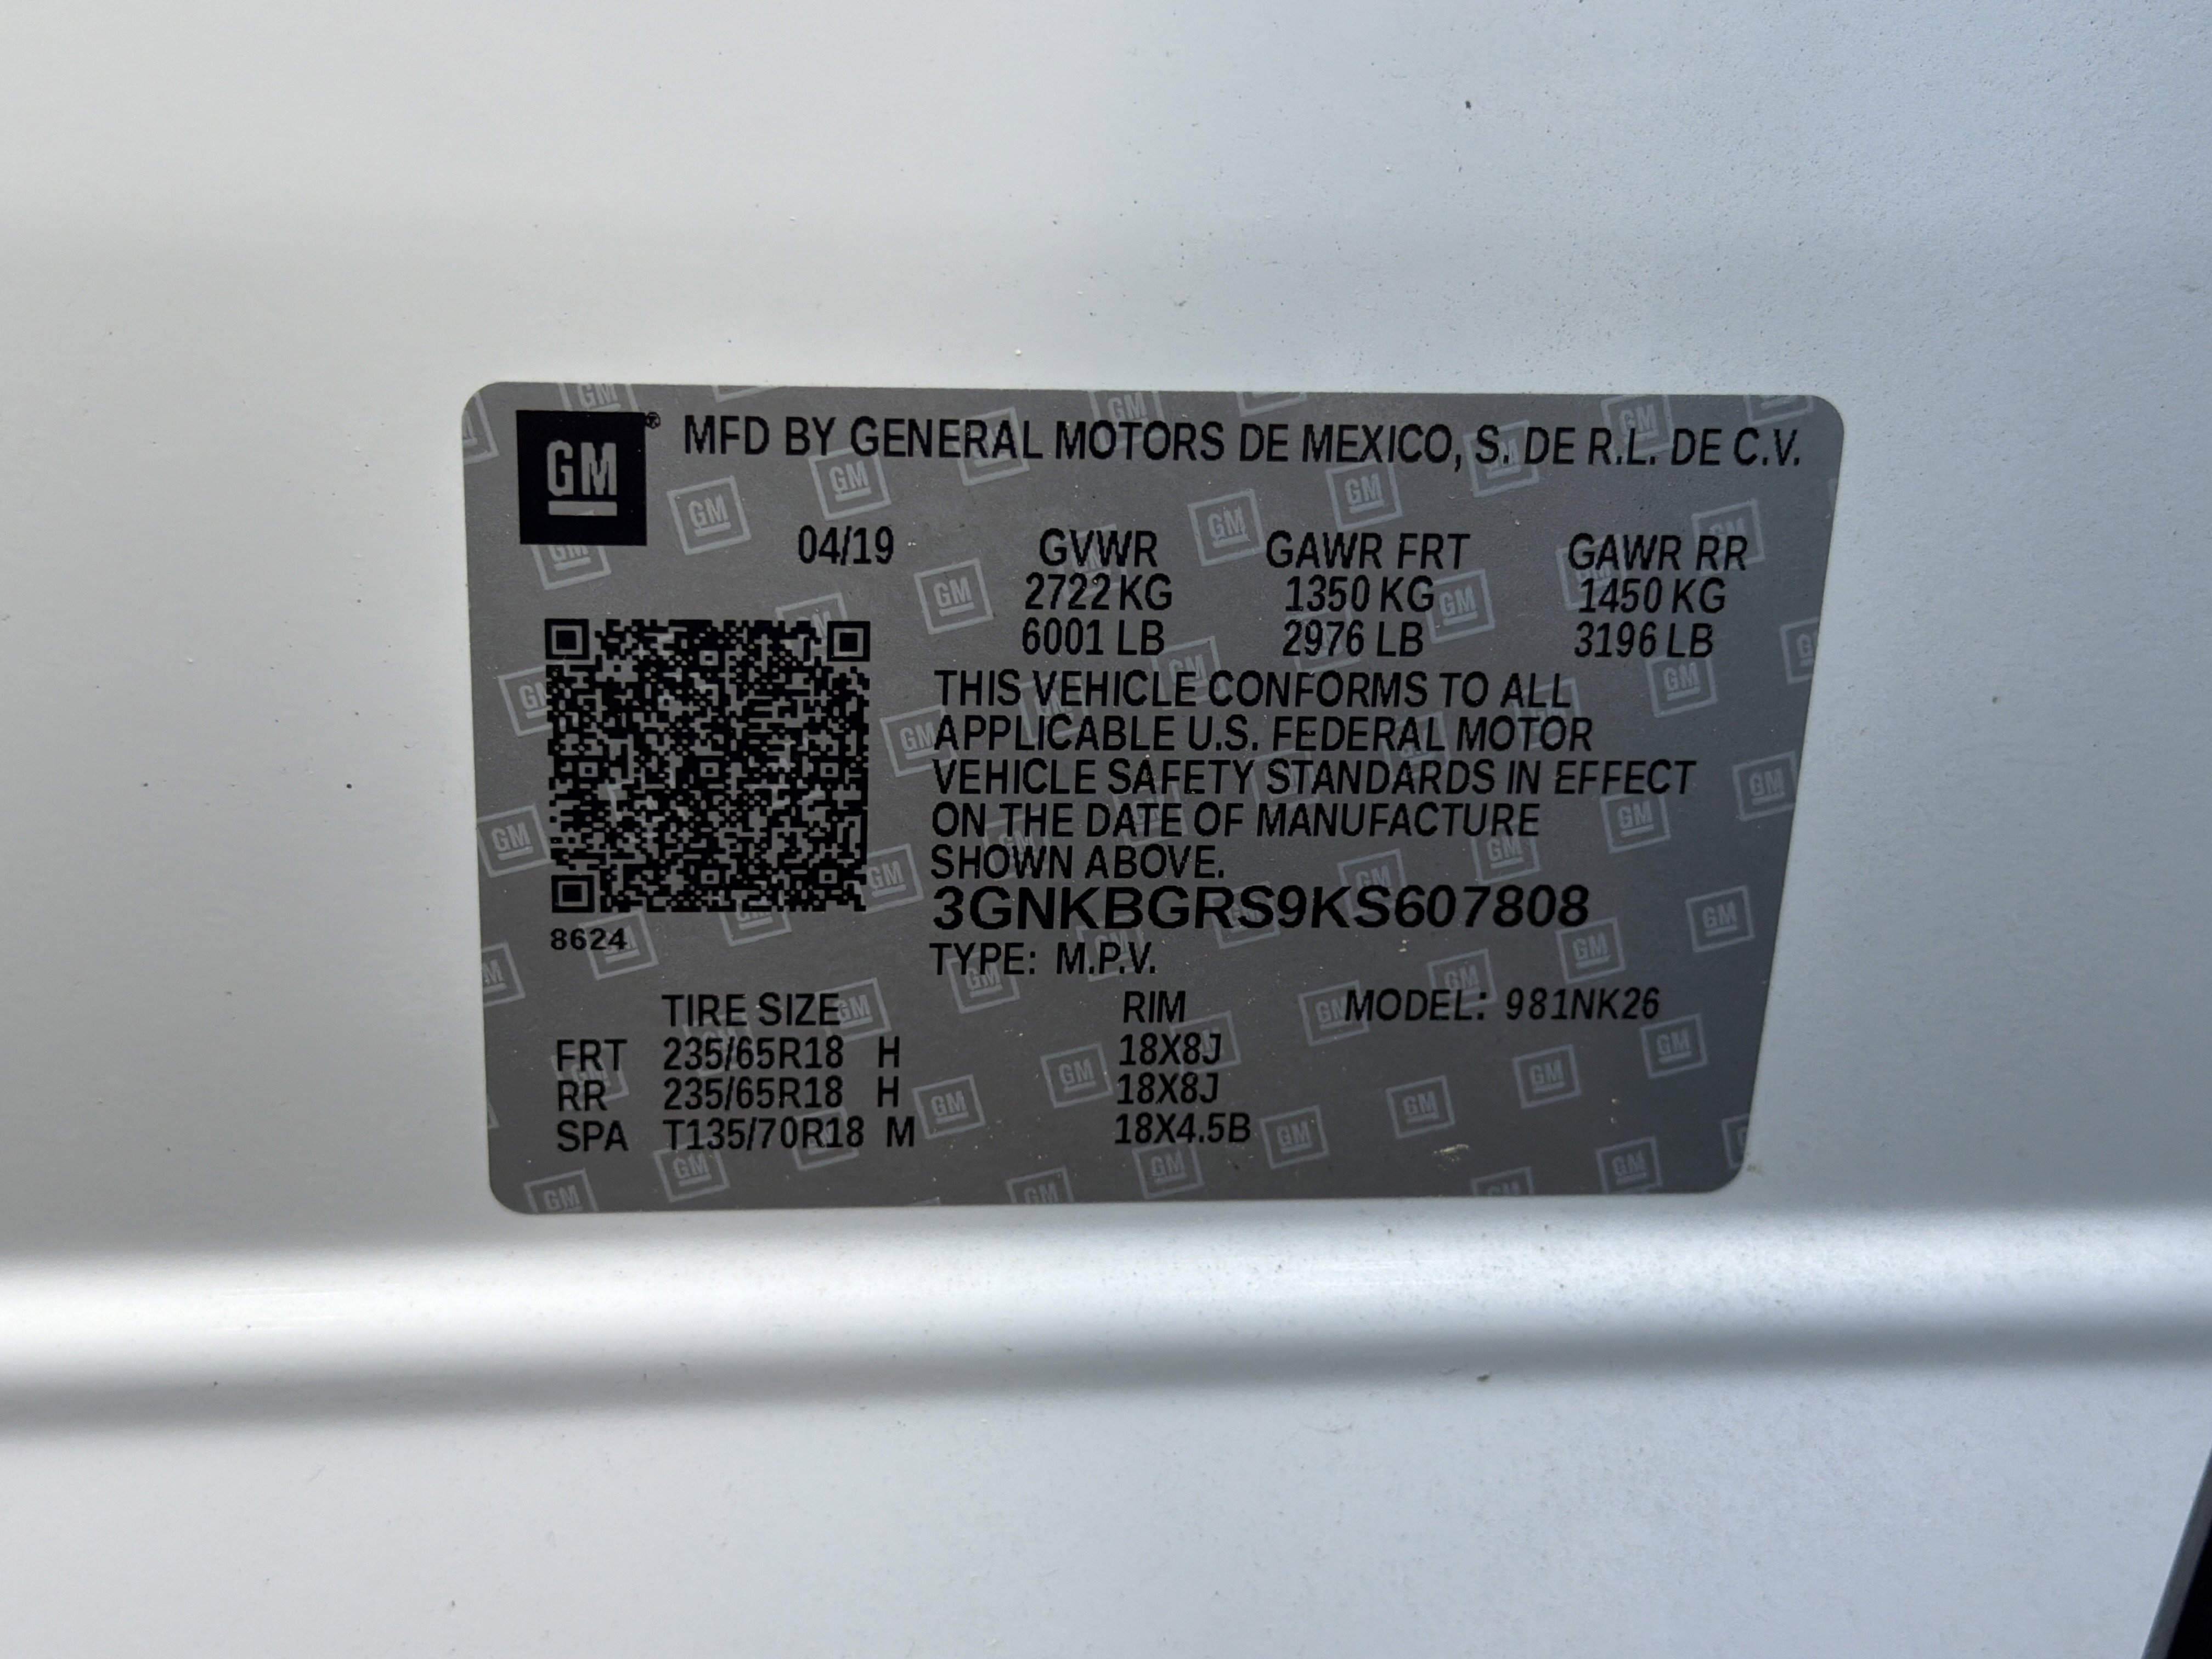 GM® MFD BY GENERAL MOTORS DE MEXICO, S. DE R.L. DE C.V.
04/19 GVWR GAWR FRT GAWR RR
2722 KG 1350 KG 1450 KG
6001 LB 2976 LB 3196 LB
THIS VEHICLE CONFORMS TO ALL
APPLICABLE U.S. FEDERAL MOTOR
VEHICLE SAFETY STANDARDS IN EFFECT
ON THE DATE OF MANUFACTURE
SHOWN ABOVE.
3GNKBGRS9KS607808
8624
TYPE: M.P.V.
TIRE SIZE RIM MODEL: 981NK26
FRT 235/65R18 H 18X8J
RR 235/65R18 H 18X8J
SPA T135/70R18 M 18X4.5B